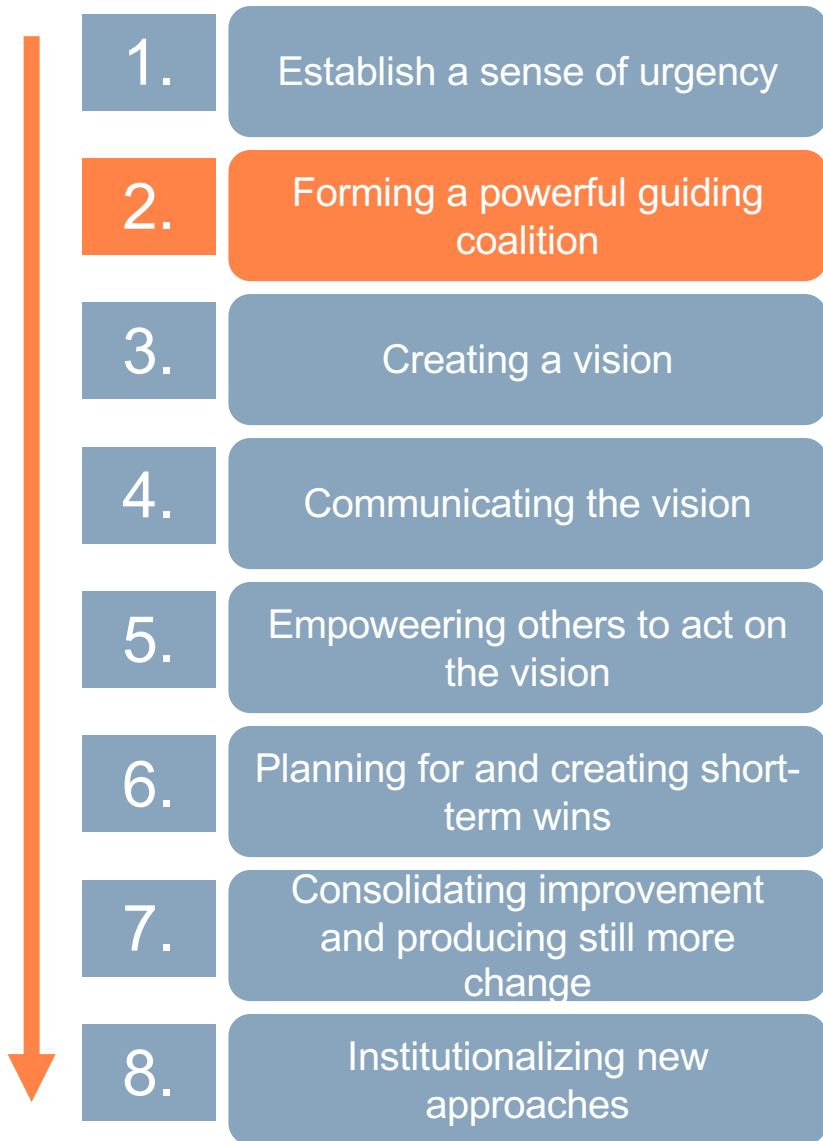 1.
Establish a sense of urgency
2.
Forming a powerful guiding
coalition
3.
Creating a vision
4.
Communicating the vision
5.
Empoweering others to act on
the vision
6.
Planning for and creating short-
term wins
7.
Consolidating improvement
and producing still more
change
8.
Institutionalizing new
approaches